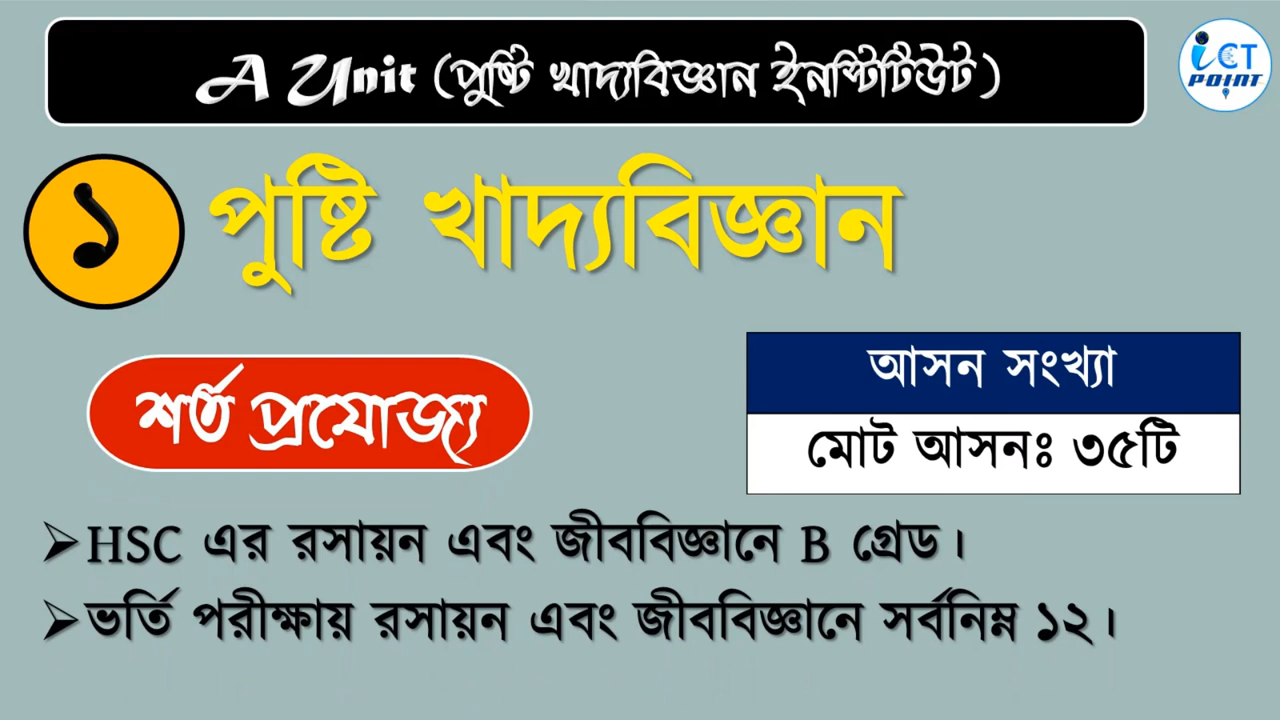 A Unit (পুষ্টি খাদ্যবিজ্ঞান ইনস্টিটিউট)
iCT
POINT
১ পুষ্টি খাদ্যবিজ্ঞান
শর্ত প্রযোজ্য
আসন সংখ্যা
মোট আসনঃ ৩৫টি
➢HSC এর রসায়ন এবং জীববিজ্ঞানে B গ্রেড।
➢ভর্তি পরীক্ষায় রসায়ন এবং জীববিজ্ঞানে সর্বনিম্ন ১২।